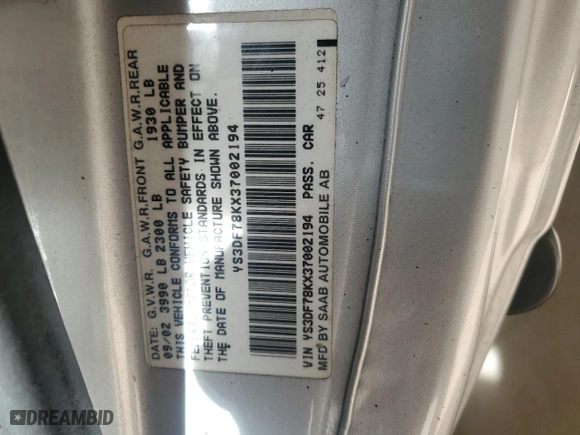 DATE: G.V.W.R. G.A.W.R.FRONT G.A.W.R.REAR
09/02 3990 LB 2300 LB 1930 LB
THIS VEHICLE CONFORMS TO ALL APPLICABLE
VEHICLE SAFETY BUMPER AND
THEFT PREVENTION STANDARDS IN EFFECT ON
THE DATE OF MANUFACTURE SHOWN ABOVE.
YS3DF78KX37002194
VIN YS3DF78KX37002194 PASS. CAR
MFD BY SAAB AUTOMOBILE AB 47 25 412
DREAMBID